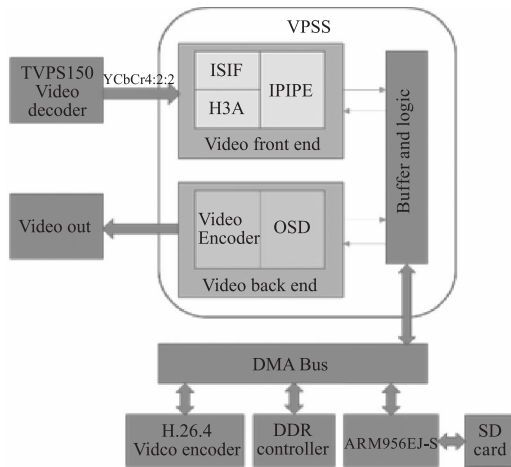 VPSS
TVPS150
Video
decoder
YCbCr4:2:2
ISIF
H3A
IPIPE
Video front end
Buffer and logic
Video out
Video
Encoder
OSD
Video back end
DMA Bus
H.26.4
Video encoder
DDR
controller
ARM956EJ-S
SD
card